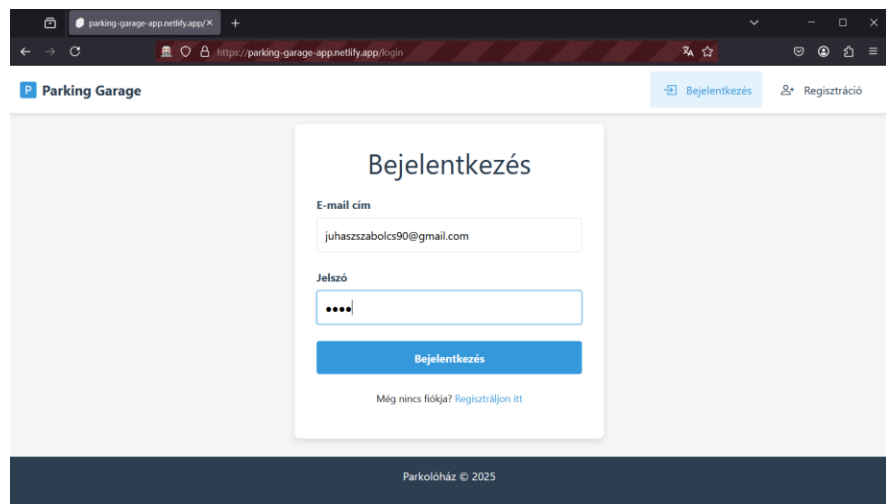 parking-garage-app.netlify.app/
https://parking-garage-app.netlify.app/login
P Parking Garage
Bejelentkezés
Regisztráció
Bejelentkezés
E-mail cím
juhaszszabolcs90@gmail.com
Jelszó
••••
Bejelentkezés
Még nincs fiókja? Regisztráljon itt
Parkolóház © 2025